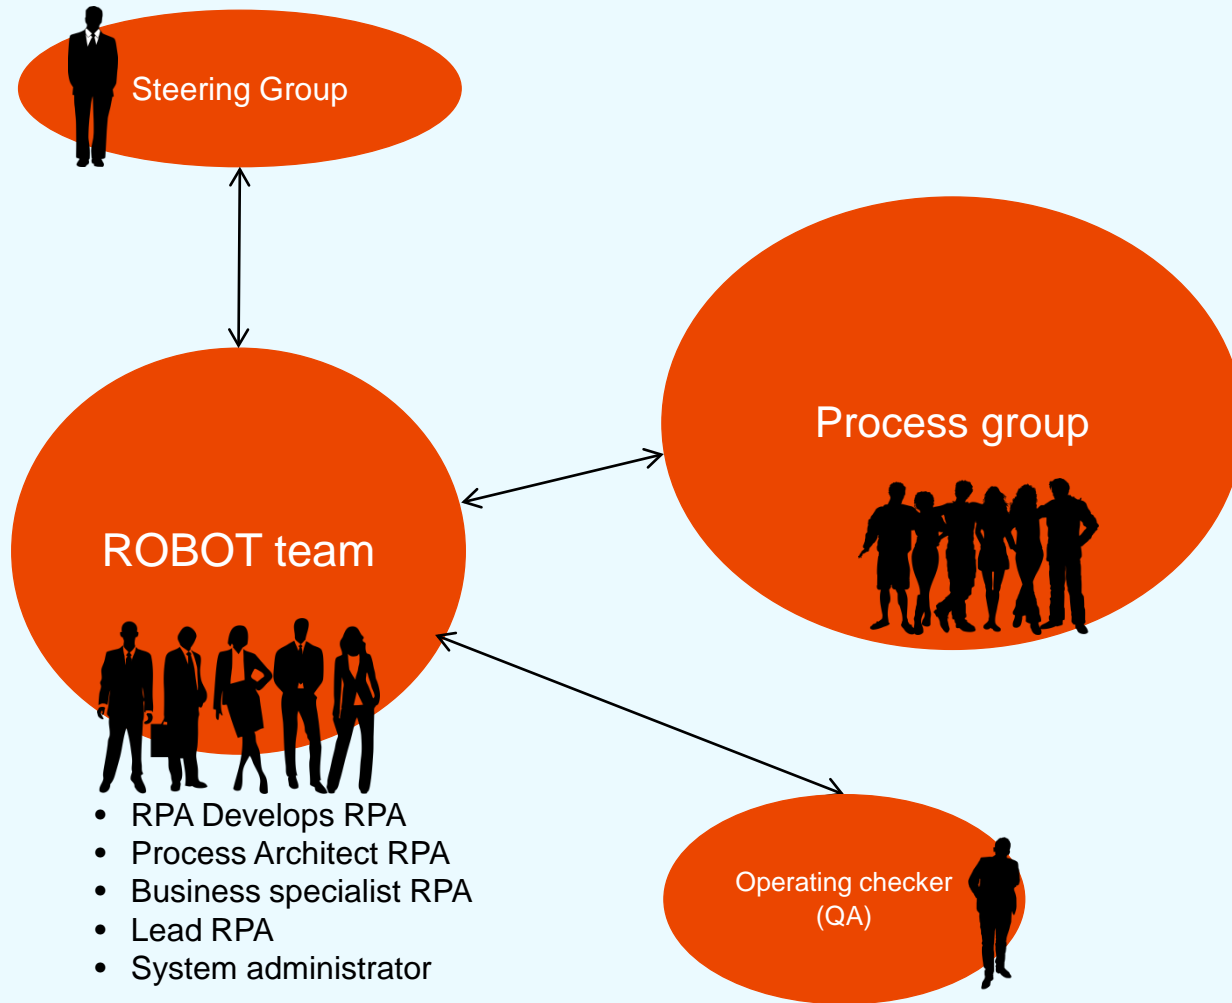 Steering Group
Process group
ROBOT team
• RPA Develops RPA
• Process Architect RPA
• Business specialist RPA
• Lead RPA
• System administrator
Operating checker
(QA)